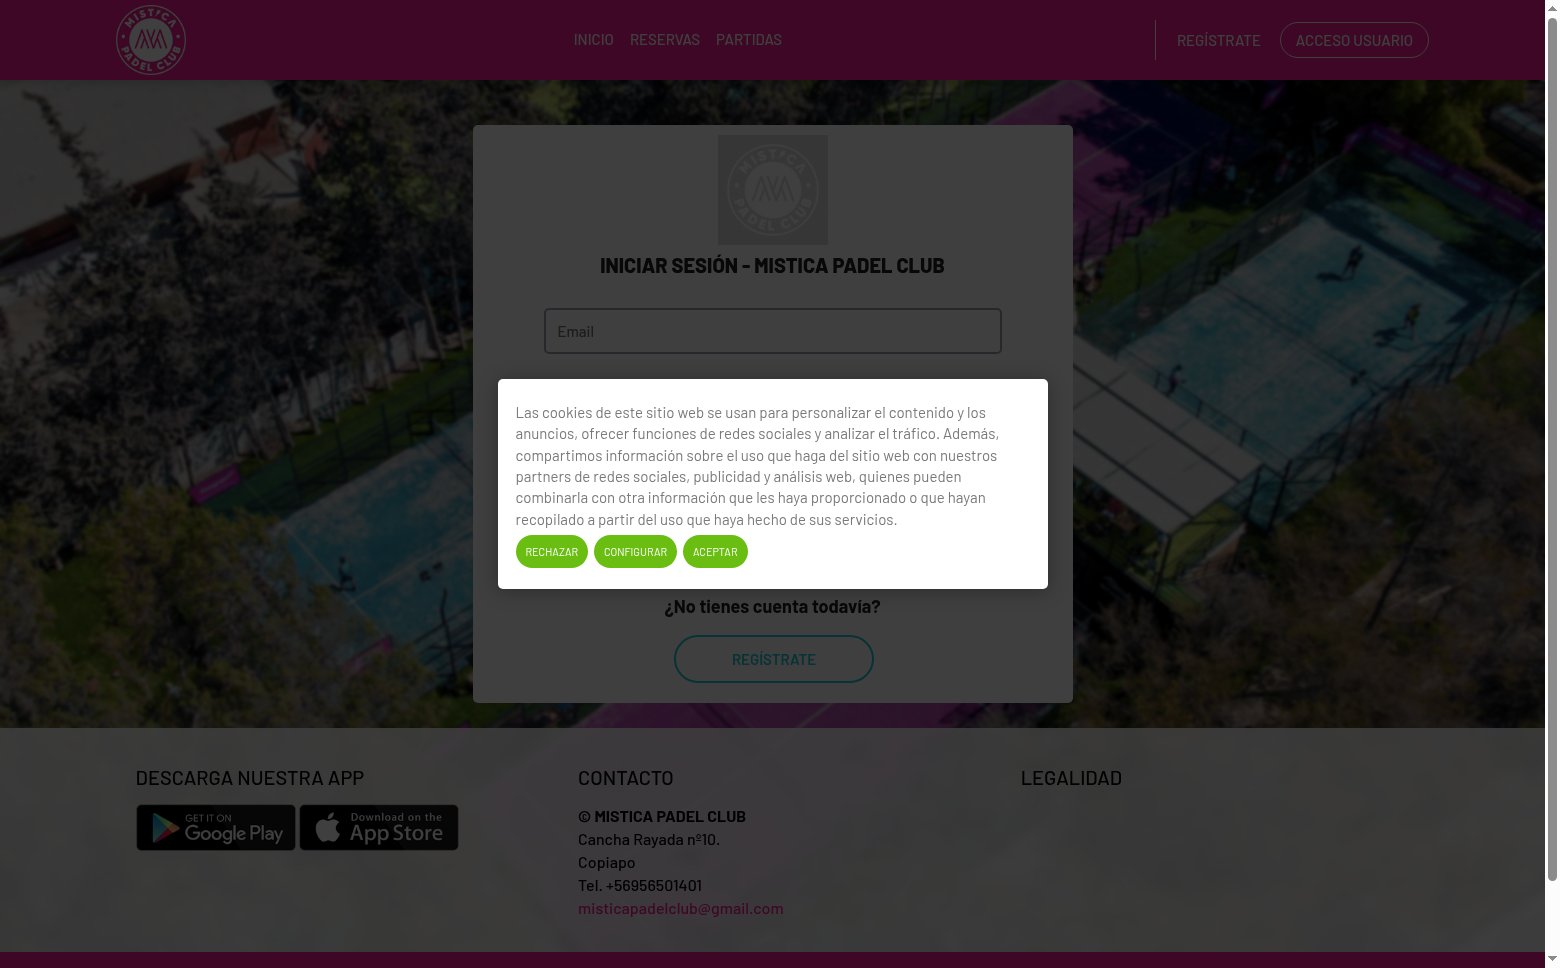 MISTICA
PADEL CLUB
INICIO RESERVAS PARTIDAS
REGÍSTRATE
ACCESO USUARIO
MISTICA
PADEL CLUB
INICIAR SESIÓN - MISTICA PADEL CLUB
Email
Las cookies de este sitio web se usan para personalizar el contenido y los
anuncios, ofrecer funciones de redes sociales y analizar el tráfico. Además,
compartimos información sobre el uso que haga del sitio web con nuestros
partners de redes sociales, publicidad y análisis web, quienes pueden
combinarla con otra información que les haya proporcionado o que hayan
recopilado a partir del uso que haya hecho de sus servicios.
RECHAZAR CONFIGURAR ACEPTAR
¿No tienes cuenta todavía?
REGÍSTRATE
DESCARGA NUESTRA APP
GET IT ON
Google Play
Download on the
App Store
CONTACTO
© MISTICA PADEL CLUB
Cancha Rayada nº10.
Copiapo
Tel. +56956501401
misticapadelclub@gmail.com
LEGALIDAD